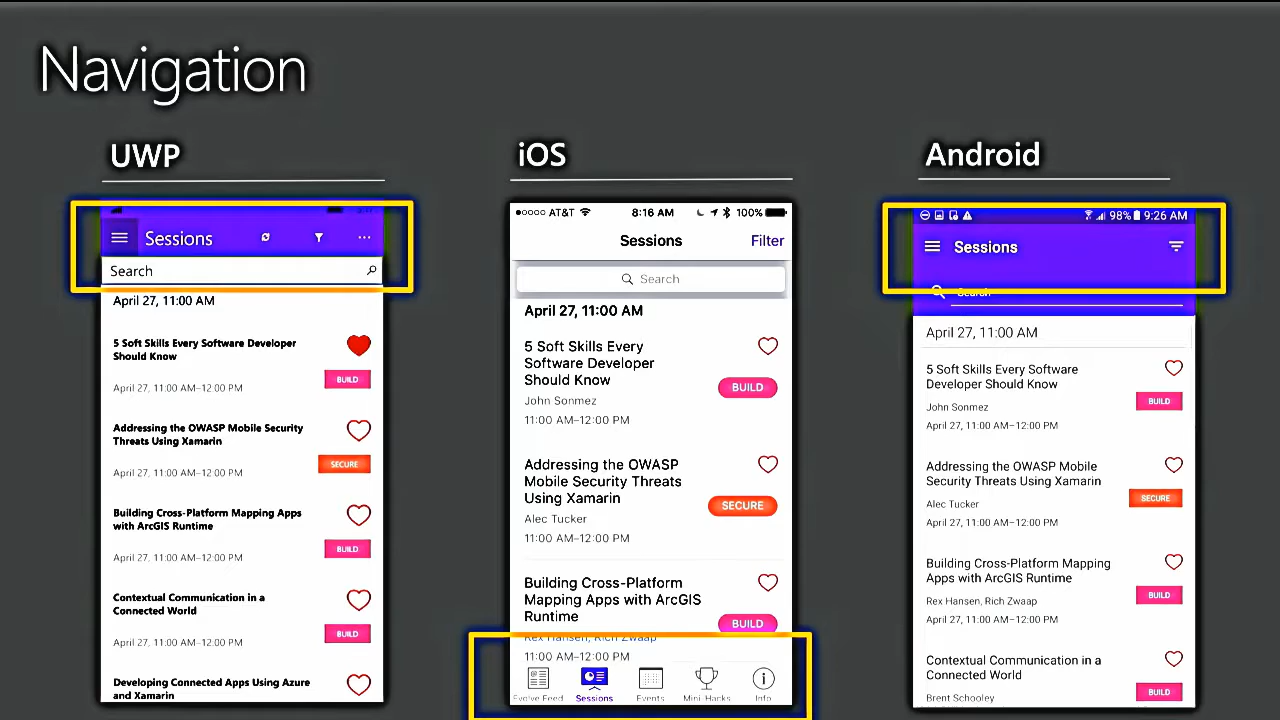 Navigation
UWP
Sessions
Search
April 27, 11:00 AM
5 Soft Skills Every Software Developer
Should Know
April 27, 11:00 AM–12:00 PM
BUILD
Addressing the OWASP Mobile Security
Threats Using Xamarin
April 27, 11:00 AM–12:00 PM
SECURE
Building Cross-Platform Mapping Apps
with ArcGIS Runtime
April 27, 11:00 AM–12:00 PM
BUILD
Contextual Communication in a
Connected World
April 27, 11:00 AM–12:00 PM
BUILD
Developing Connected Apps Using Azure
and Xamarin
iOS
AT&T 8:16 AM 100%
Sessions Filter
Search
April 27, 11:00 AM
5 Soft Skills Every
Software Developer
Should Know
BUILD
John Sonmez
11:00 AM–12:00 PM
Addressing the OWASP
Mobile Security Threats
Using Xamarin
SECURE
Alec Tucker
11:00 AM–12:00 PM
Building Cross-Platform
Mapping Apps with ArcGIS
Runtime
BUILD
Rex Hansen, Rich Zwaap
11:00 AM–12:00 PM
Evolve Feed Sessions Events Mini-Hacks Info
Android
98% 9:26 AM
Sessions
Search
April 27, 11:00 AM
5 Soft Skills Every Software
Developer Should Know
BUILD
John Sonmez
April 27, 11:00 AM–12:00 PM
Addressing the OWASP Mobile
Security Threats Using Xamarin
SECURE
Alec Tucker
April 27, 11:00 AM–12:00 PM
Building Cross-Platform Mapping
Apps with ArcGIS Runtime
BUILD
Rex Hansen, Rich Zwaap
April 27, 11:00 AM–12:00 PM
Contextual Communication in a
Connected World
BUILD
Brent Schooley